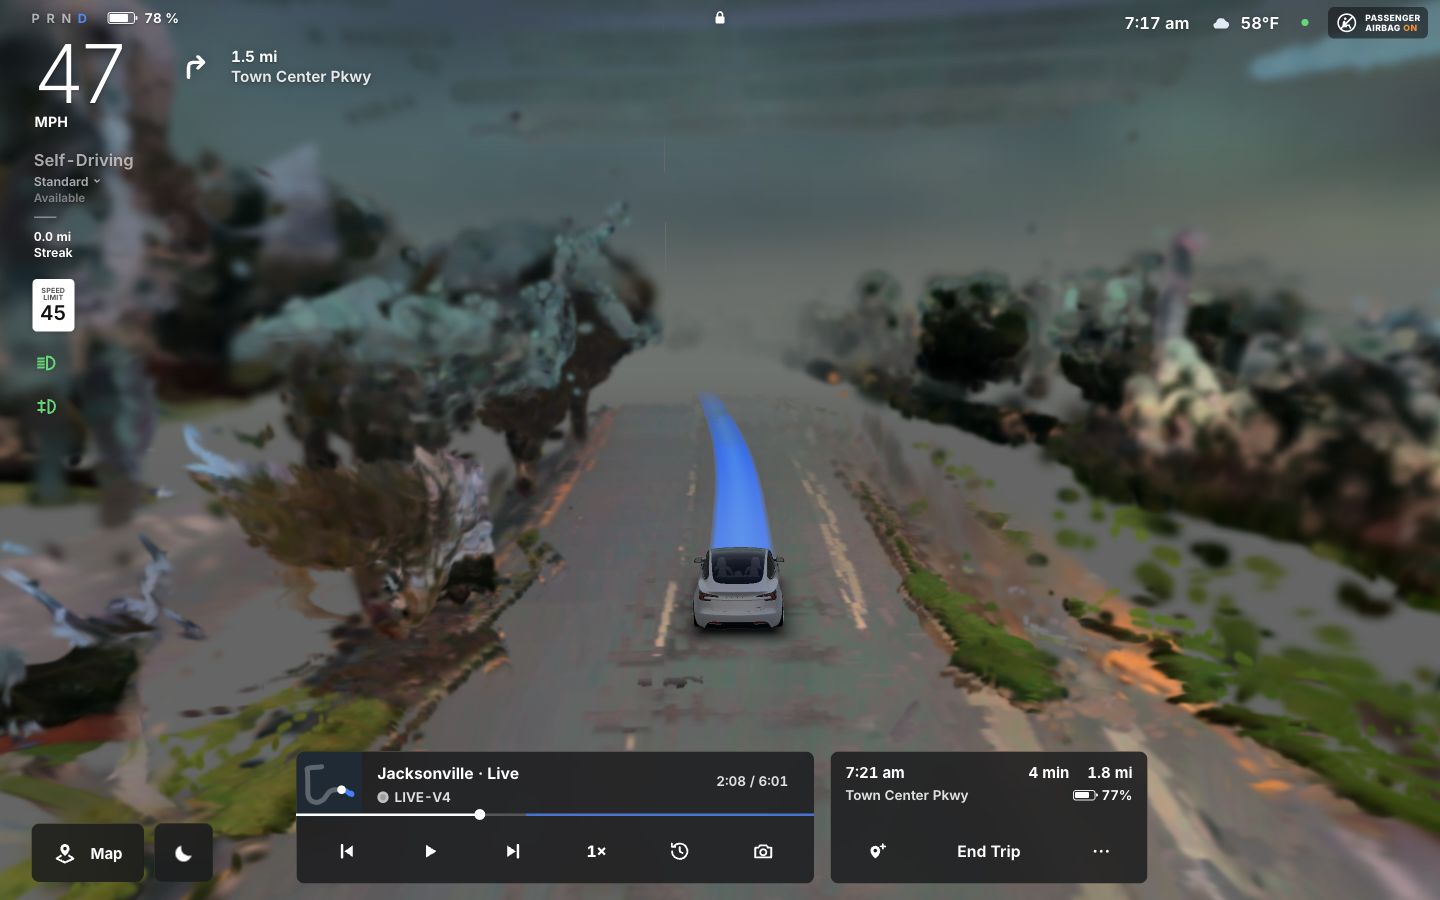 P R N D 78 %
7:17 am 58°F PASSENGER AIRBAG ON
47
MPH
1.5 mi
Town Center Pkwy
Self-Driving
Standard
Available
0.0 mi
Streak
SPEED
LIMIT
45
Jacksonville · Live
LIVE-V4
2:08 / 6:01
1×
7:21 am 4 min 1.8 mi
Town Center Pkwy 77%
End Trip
Map